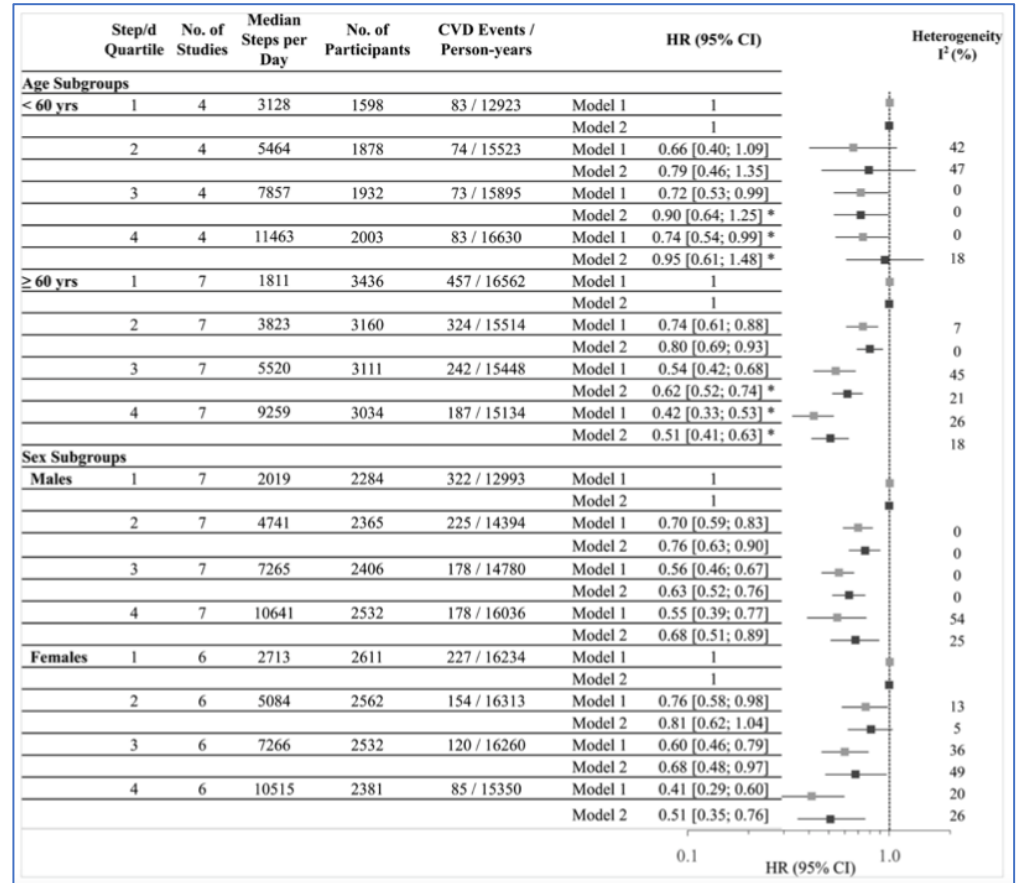 Step/d Quartile No. of Studies Median Steps per Day No. of Participants CVD Events / Person-years HR (95% CI) Heterogeneity I² (%)
Age Subgroups
< 60 yrs 1 4 3128 1598 83 / 12923 Model 1 1
Model 2 1
2 4 5464 1878 74 / 15523 Model 1 0.66 [0.40; 1.09] 42
Model 2 0.79 [0.46; 1.35] 47
3 4 7857 1932 73 / 15895 Model 1 0.72 [0.53; 0.99] 0
Model 2 0.90 [0.64; 1.25] * 0
4 4 11463 2003 83 / 16630 Model 1 0.74 [0.54; 0.99] * 0
Model 2 0.95 [0.61; 1.48] * 18
≥ 60 yrs 1 7 1811 3436 457 / 16562 Model 1 1
Model 2 1
2 7 3823 3160 324 / 15514 Model 1 0.74 [0.61; 0.88] 7
Model 2 0.80 [0.69; 0.93] 0
3 7 5520 3111 242 / 15448 Model 1 0.54 [0.42; 0.68] 45
Model 2 0.62 [0.52; 0.74] * 21
4 7 9259 3034 187 / 15134 Model 1 0.42 [0.33; 0.53] * 26
Model 2 0.51 [0.41; 0.63] * 18
Sex Subgroups
Males 1 7 2019 2284 322 / 12993 Model 1 1
Model 2 1
2 7 4741 2365 225 / 14394 Model 1 0.70 [0.59; 0.83] 0
Model 2 0.76 [0.63; 0.90] 0
3 7 7265 2406 178 / 14780 Model 1 0.56 [0.46; 0.67] 0
Model 2 0.63 [0.52; 0.76] 0
4 7 10641 2532 178 / 16036 Model 1 0.55 [0.39; 0.77] 54
Model 2 0.68 [0.51; 0.89] 25
Females 1 6 2713 2611 227 / 16234 Model 1 1
Model 2 1
2 6 5084 2562 154 / 16313 Model 1 0.76 [0.58; 0.98] 13
Model 2 0.81 [0.62; 1.04] 5
3 6 7266 2532 120 / 16260 Model 1 0.60 [0.46; 0.79] 36
Model 2 0.68 [0.48; 0.97] 49
4 6 10515 2381 85 / 15350 Model 1 0.41 [0.29; 0.60] 20
Model 2 0.51 [0.35; 0.76] 26
0.1 1.0
HR (95% CI)